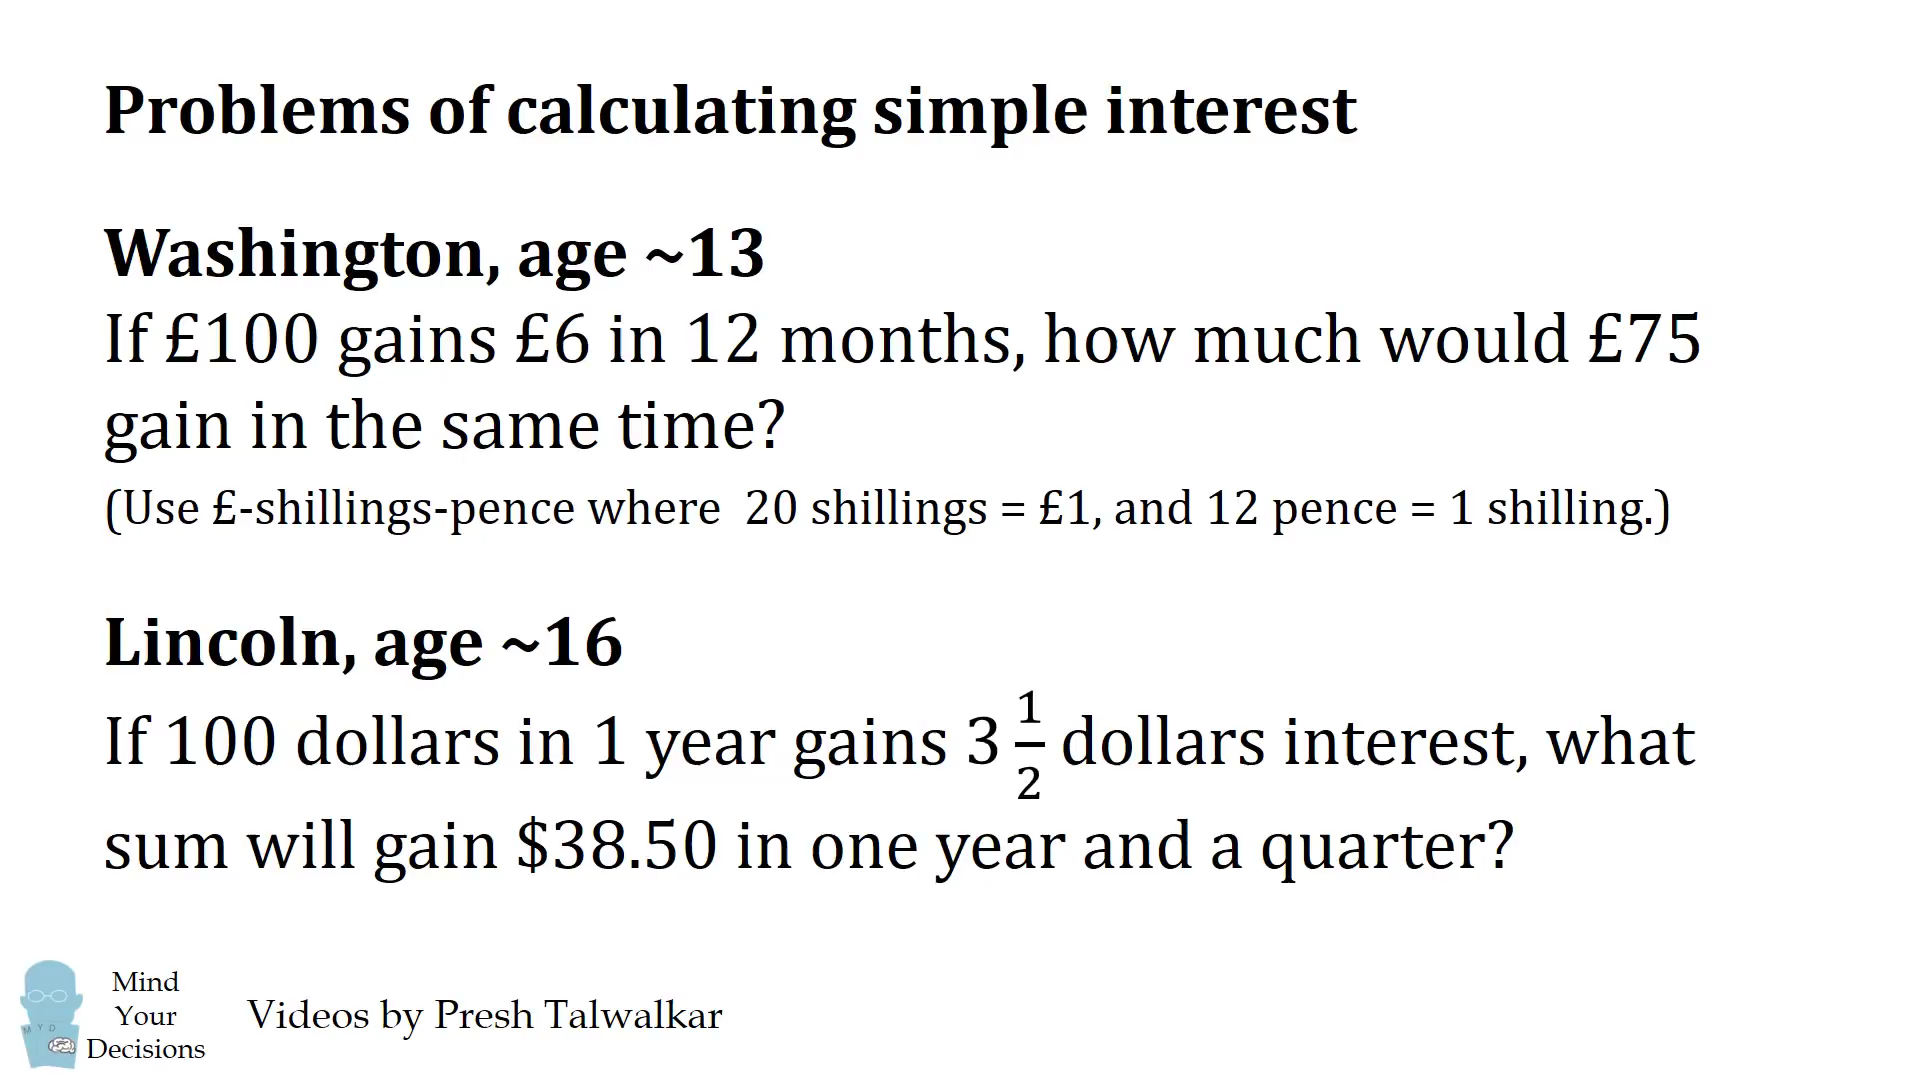 Problems of calculating simple interest
Washington, age ~13
If £100 gains £6 in 12 months, how much would £75
gain in the same time?
(Use £-shillings-pence where  20 shillings = £1, and 12 pence = 1 shilling.)
Lincoln, age ~16
If 100 dollars in 1 year gains 3 1/2 dollars interest, what
sum will gain $38.50 in one year and a quarter?
Mind
Your
Decisions
M Y D
Videos by Presh Talwalkar